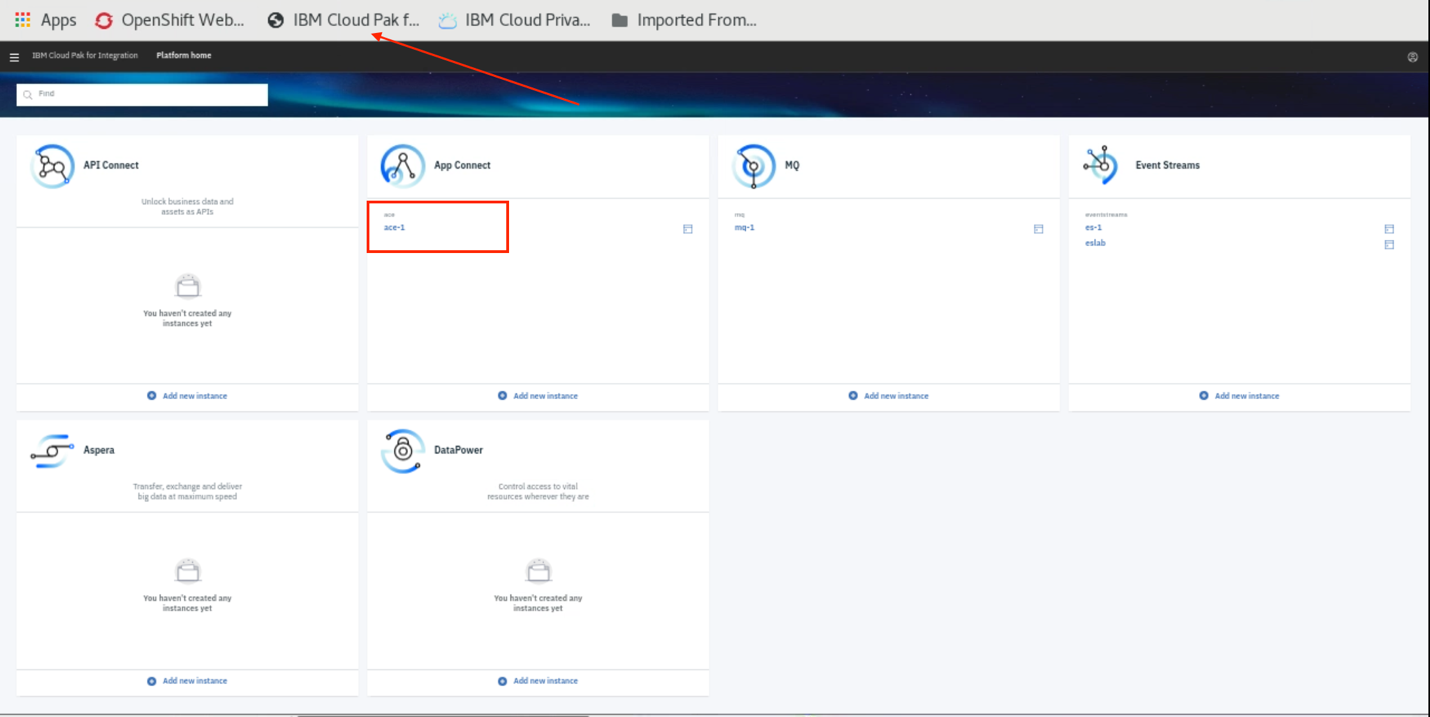 Apps
OpenShift Web...
IBM Cloud Pak f...
IBM Cloud Priva...
Imported From...
IBM Cloud Pak for Integration
Platform home
Find
API Connect
Unlock business data and
assets as APIs
You haven't created any
instances yet
Add new instance
App Connect
ace
ace-1
Add new instance
MQ
mq
mq-1
Add new instance
Event Streams
eventstreams
es-1
eslab
Add new instance
Aspera
Transfer, exchange and deliver
big data at maximum speed
You haven't created any
instances yet
Add new instance
DataPower
Control access to vital
resources wherever they are
You haven't created any
instances yet
Add new instance